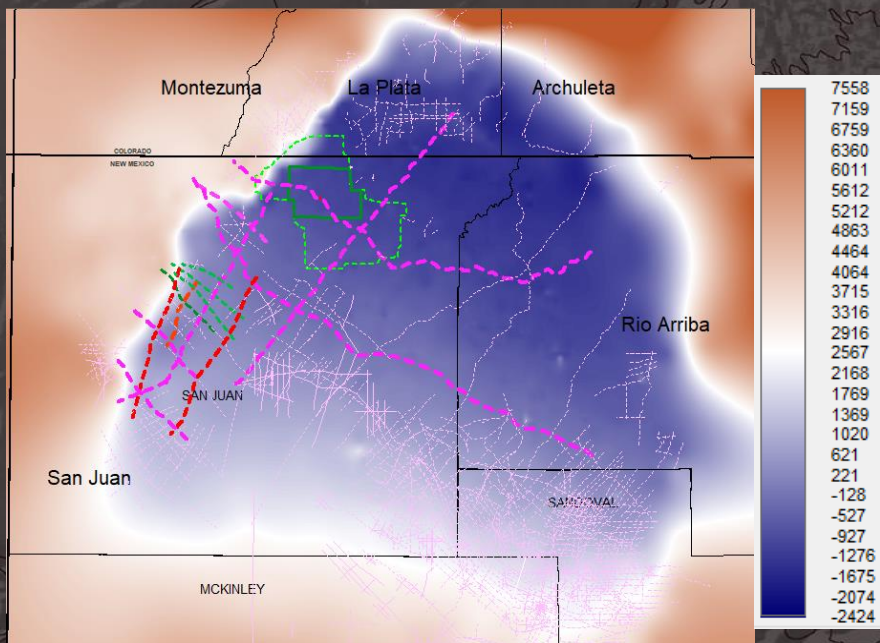 Montezuma
La Plata
Archuleta
COLORADO
NEW MEXICO
Rio Arriba
SAN JUAN
San Juan
SANDOVAL
MCKINLEY
7558
7159
6759
6360
6011
5612
5212
4863
4464
4064
3715
3316
2916
2567
2168
1769
1369
1020
621
221
-128
-527
-927
-1276
-1675
-2074
-2424